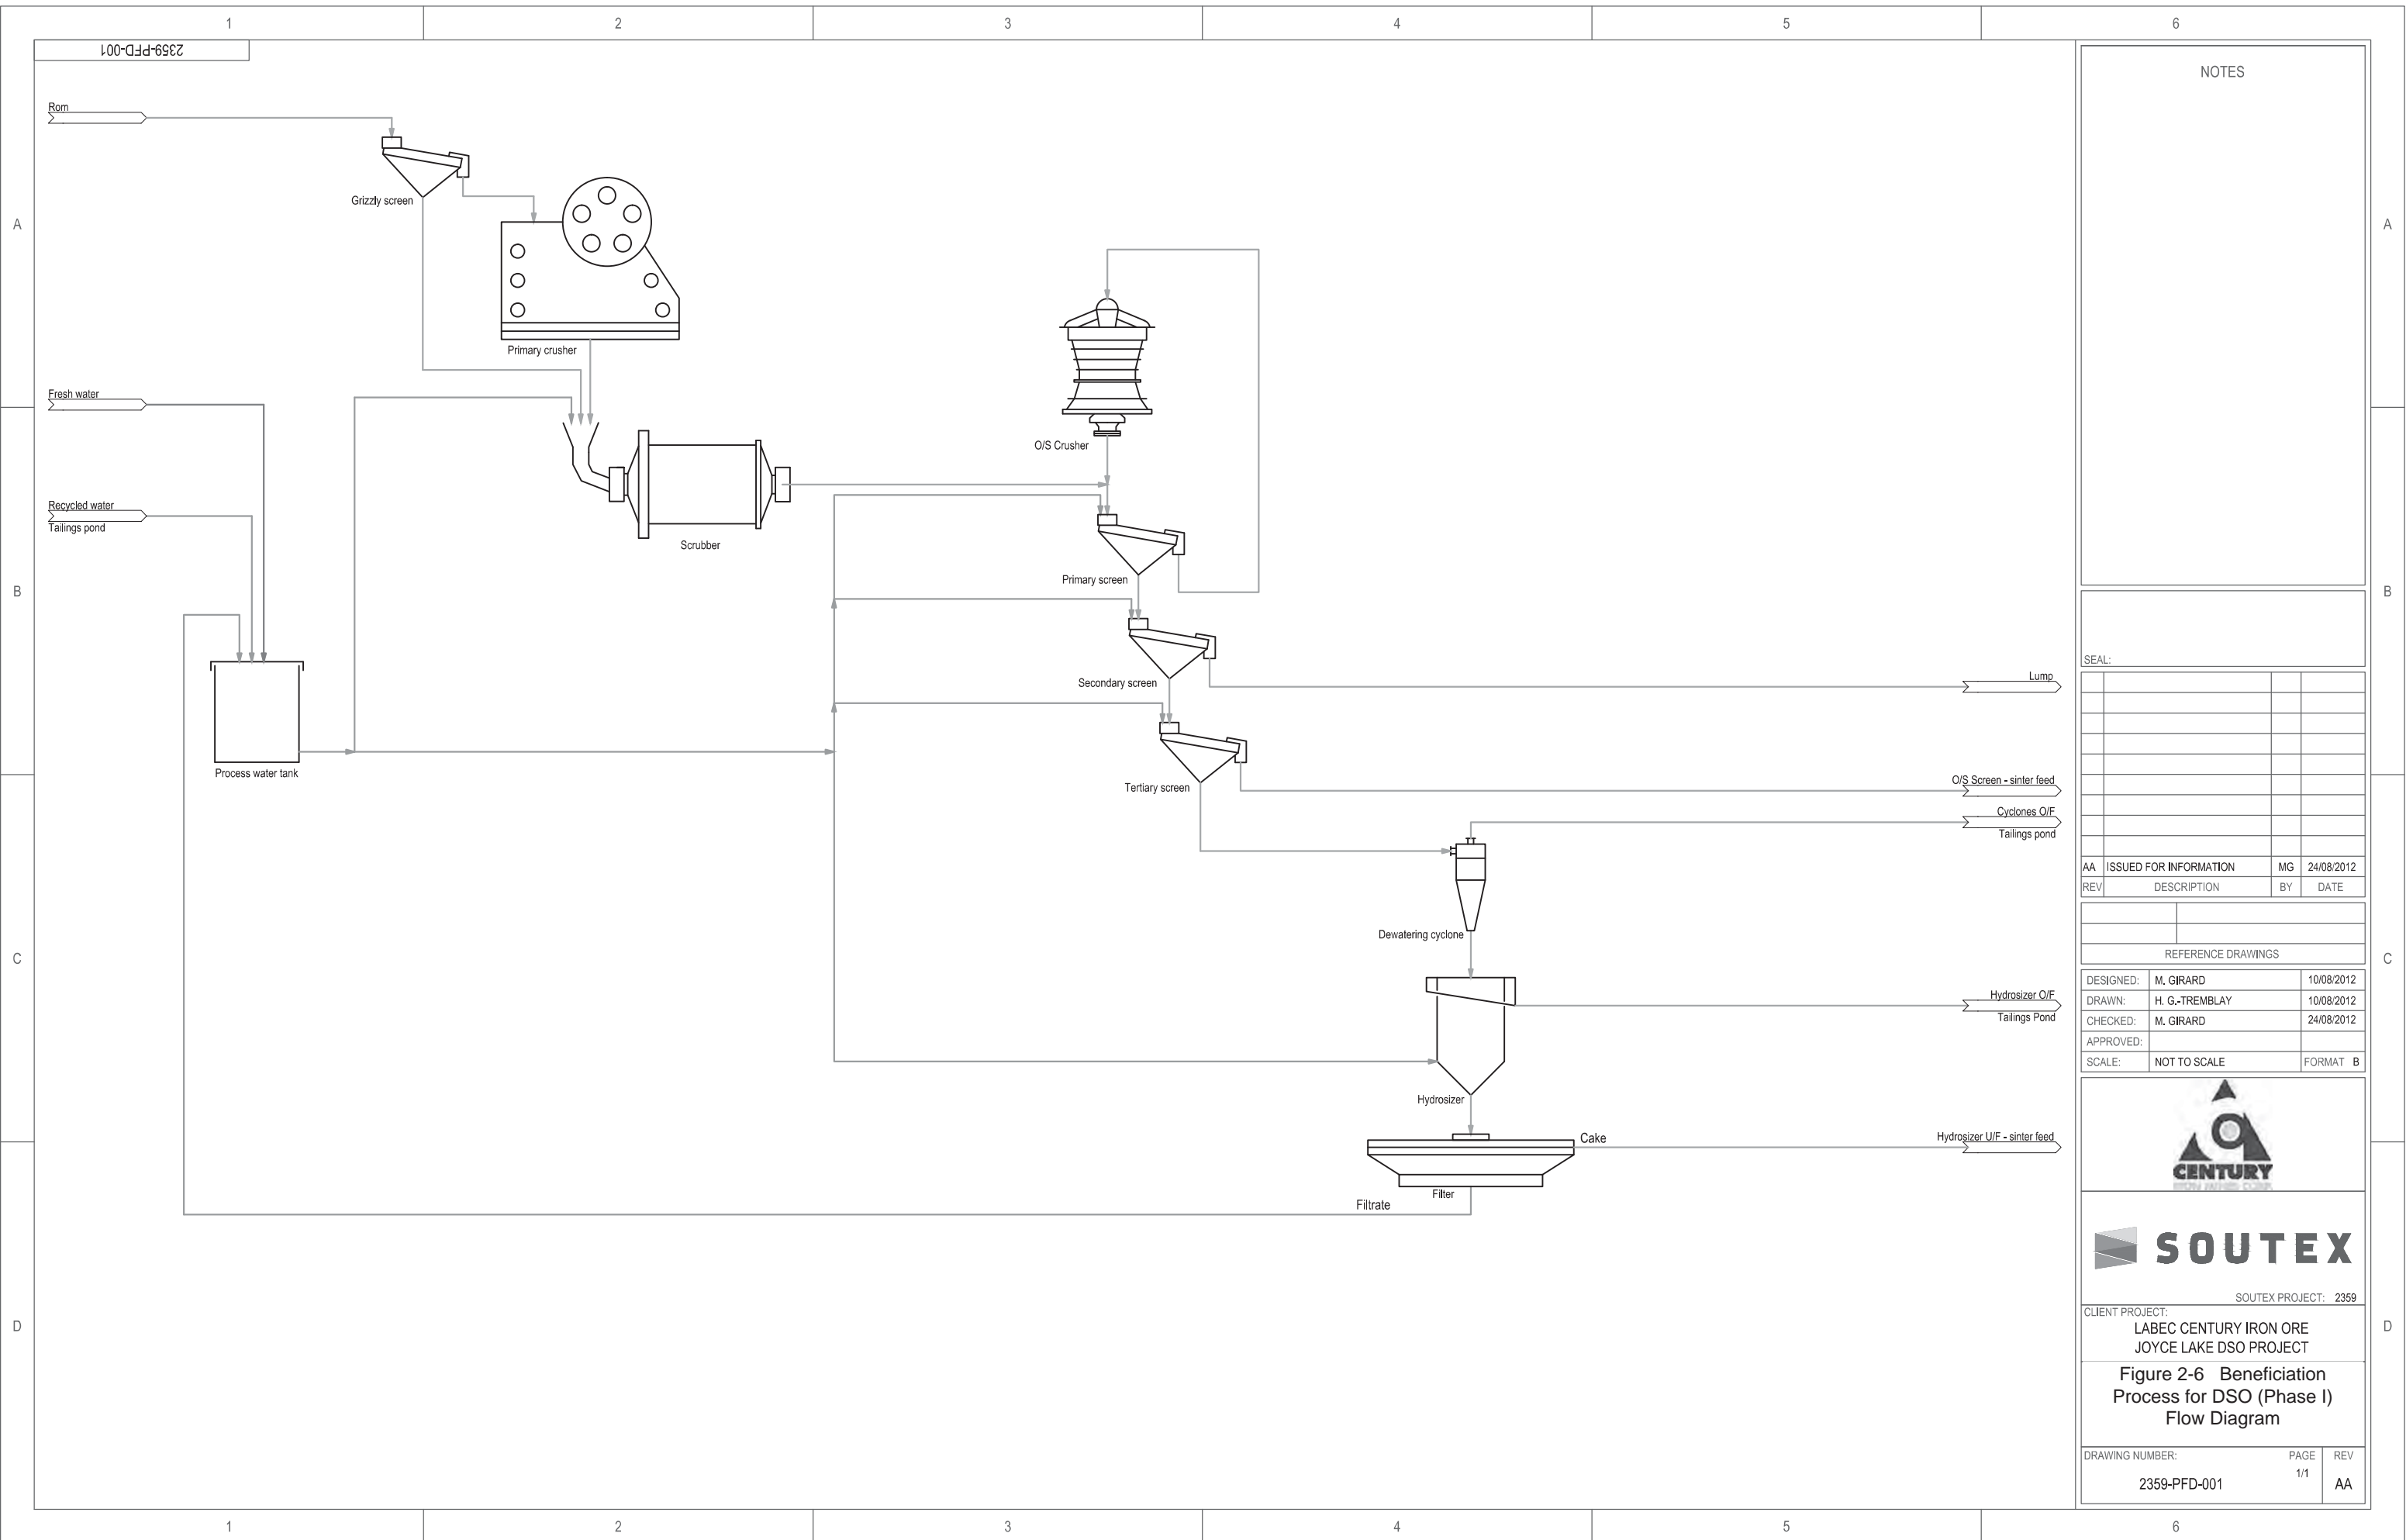 1 2 3 4 5 6
2359-PFD-001
Rom
Grizzly screen
Primary crusher
Fresh water
O/S Crusher
Recycled water
Tailings pond
Scrubber
Primary screen
Secondary screen
Lump
Process water tank
Tertiary screen
O/S Screen - sinter feed
Cyclones O/F
Tailings pond
Dewatering cyclone
Hydrosizer O/F
Tailings Pond
Hydrosizer
Cake
Hydrosizer U/F - sinter feed
Filter
Filtrate
A
B
C
D
A
B
C
D
NOTES
SEAL:
AA ISSUED FOR INFORMATION MG 24/08/2012
REV DESCRIPTION BY DATE
REFERENCE DRAWINGS
DESIGNED: M. GIRARD 10/08/2012
DRAWN: H. G.-TREMBLAY 10/08/2012
CHECKED: M. GIRARD 24/08/2012
APPROVED:
SCALE: NOT TO SCALE FORMAT B
CENTURY
SOUTEX
SOUTEX PROJECT: 2359
CLIENT PROJECT:
LABEC CENTURY IRON ORE
JOYCE LAKE DSO PROJECT
Figure 2-6 Beneficiation
Process for DSO (Phase I)
Flow Diagram
DRAWING NUMBER: PAGE REV
2359-PFD-001 1/1 AA
1 2 3 4 5 6